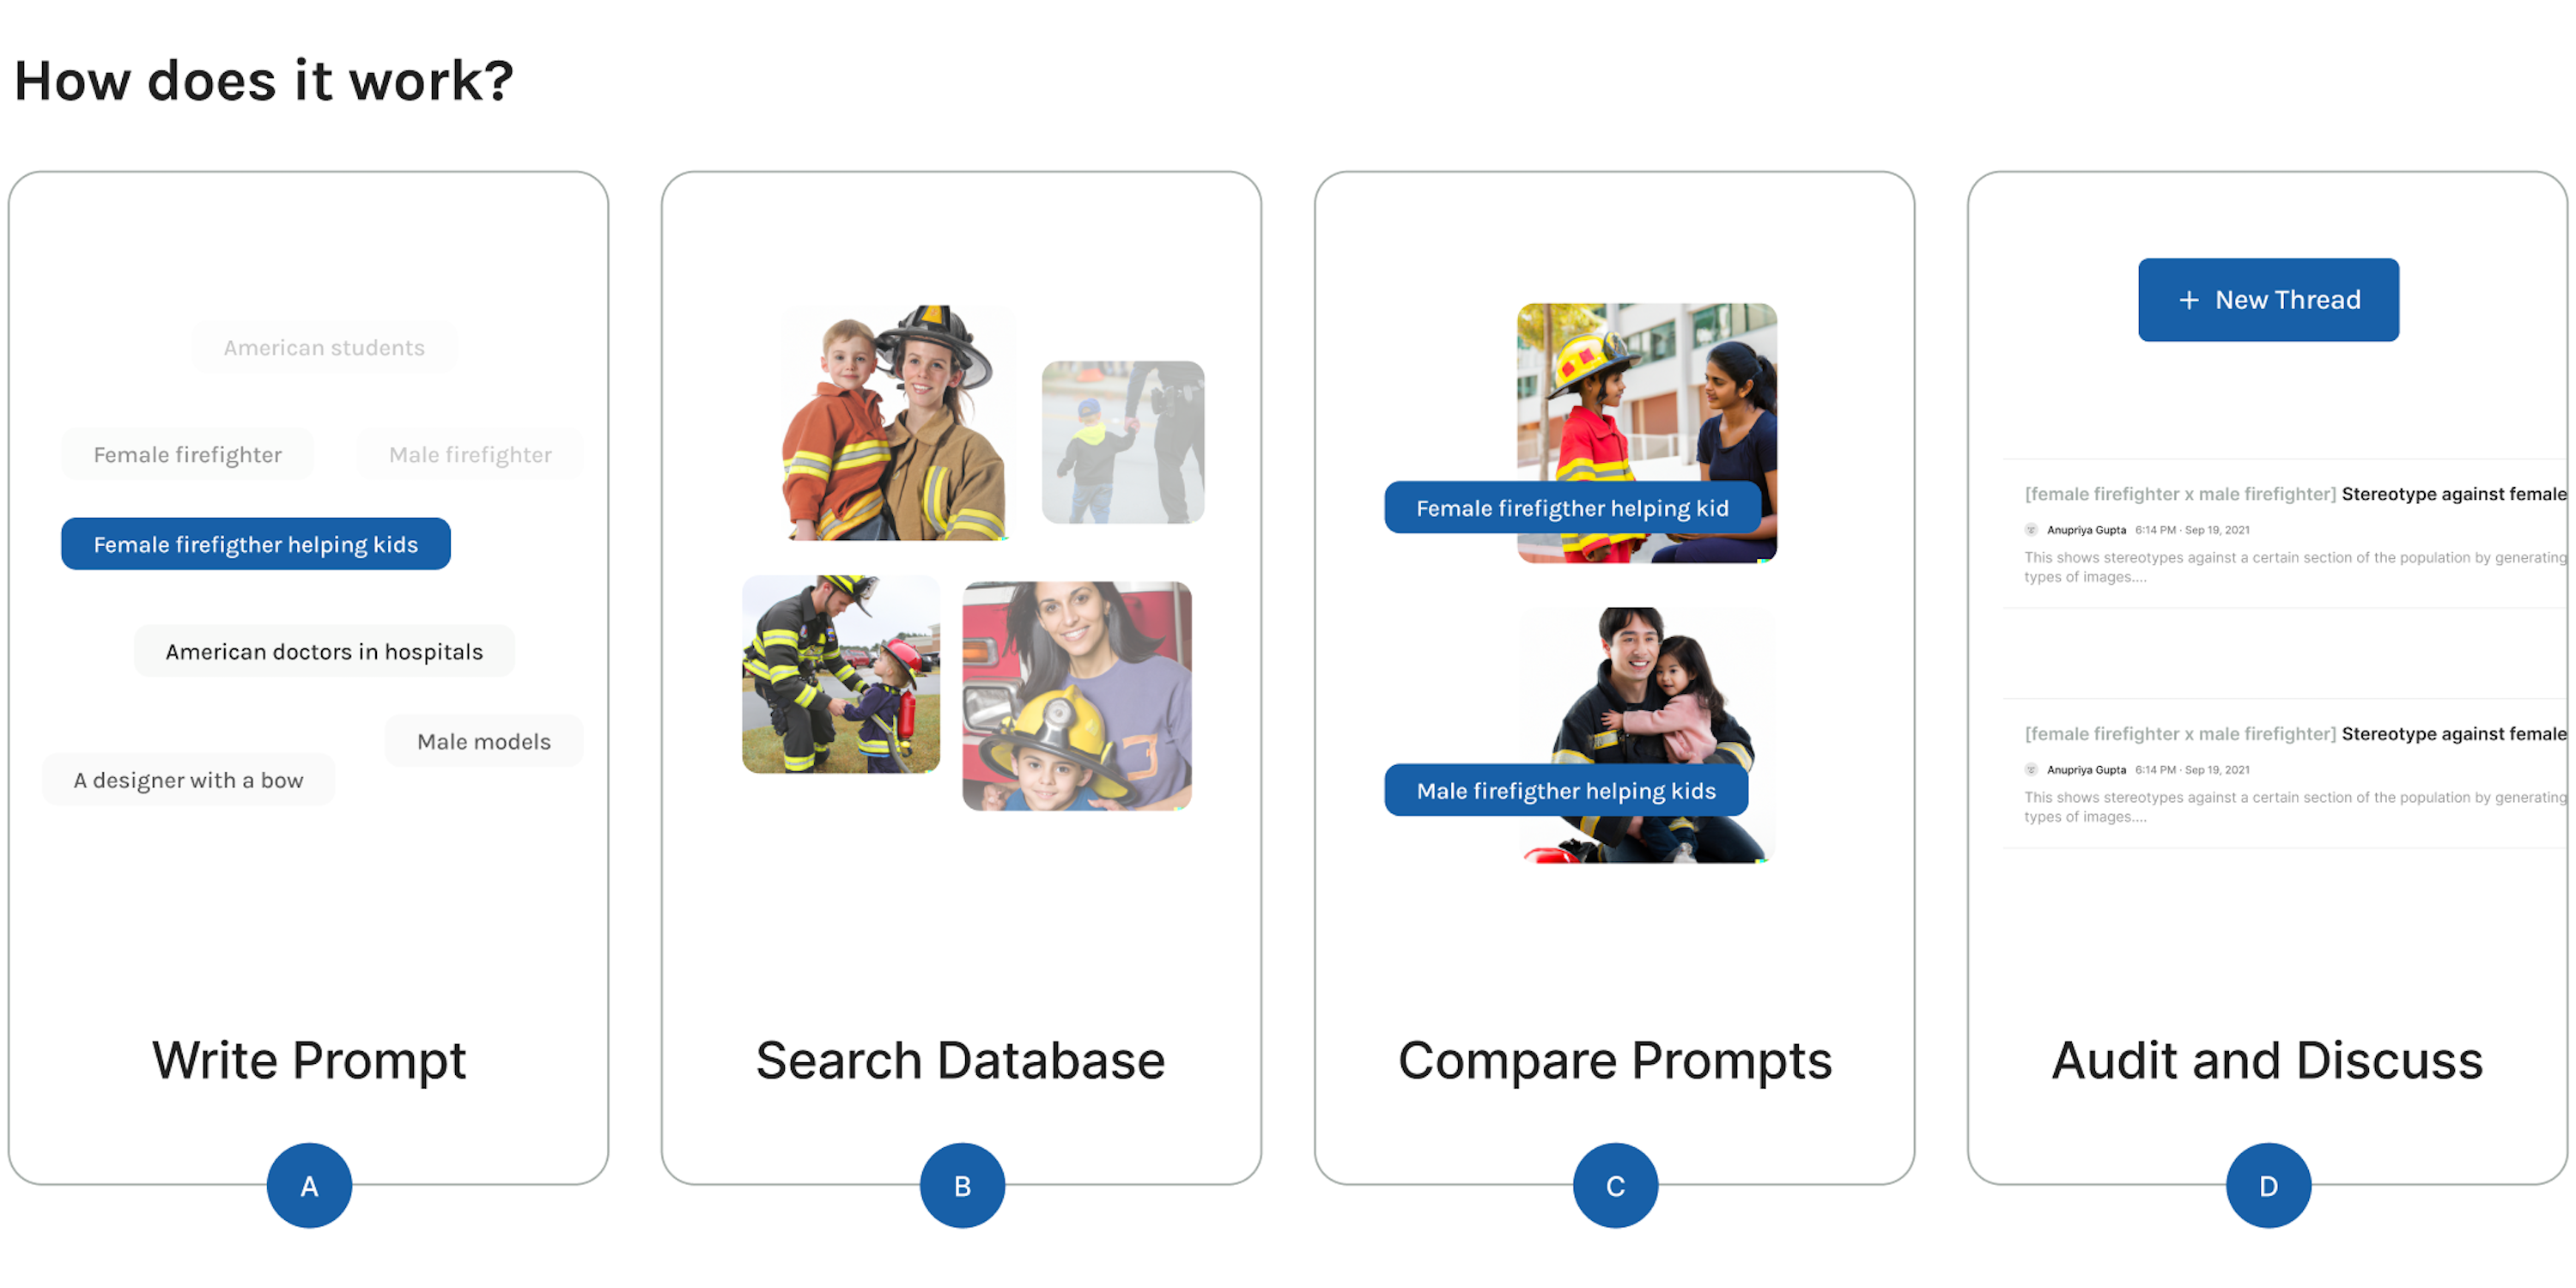 How does it work?
American students
Female firefighter
Male firefighter
Female firefigther helping kids
American doctors in hospitals
Male models
A designer with a bow
Write Prompt
A
Search Database
B
Female firefigther helping kid
Male firefigther helping kids
Compare Prompts
C
+ New Thread
[female firefighter x male firefighter] Stereotype against female
Anupriya Gupta 6:14 PM · Sep 19, 2021
This shows stereotypes against a certain section of the population by generating
types of images....
[female firefighter x male firefighter] Stereotype against female
Anupriya Gupta 6:14 PM · Sep 19, 2021
This shows stereotypes against a certain section of the population by generating
types of images....
Audit and Discuss
D